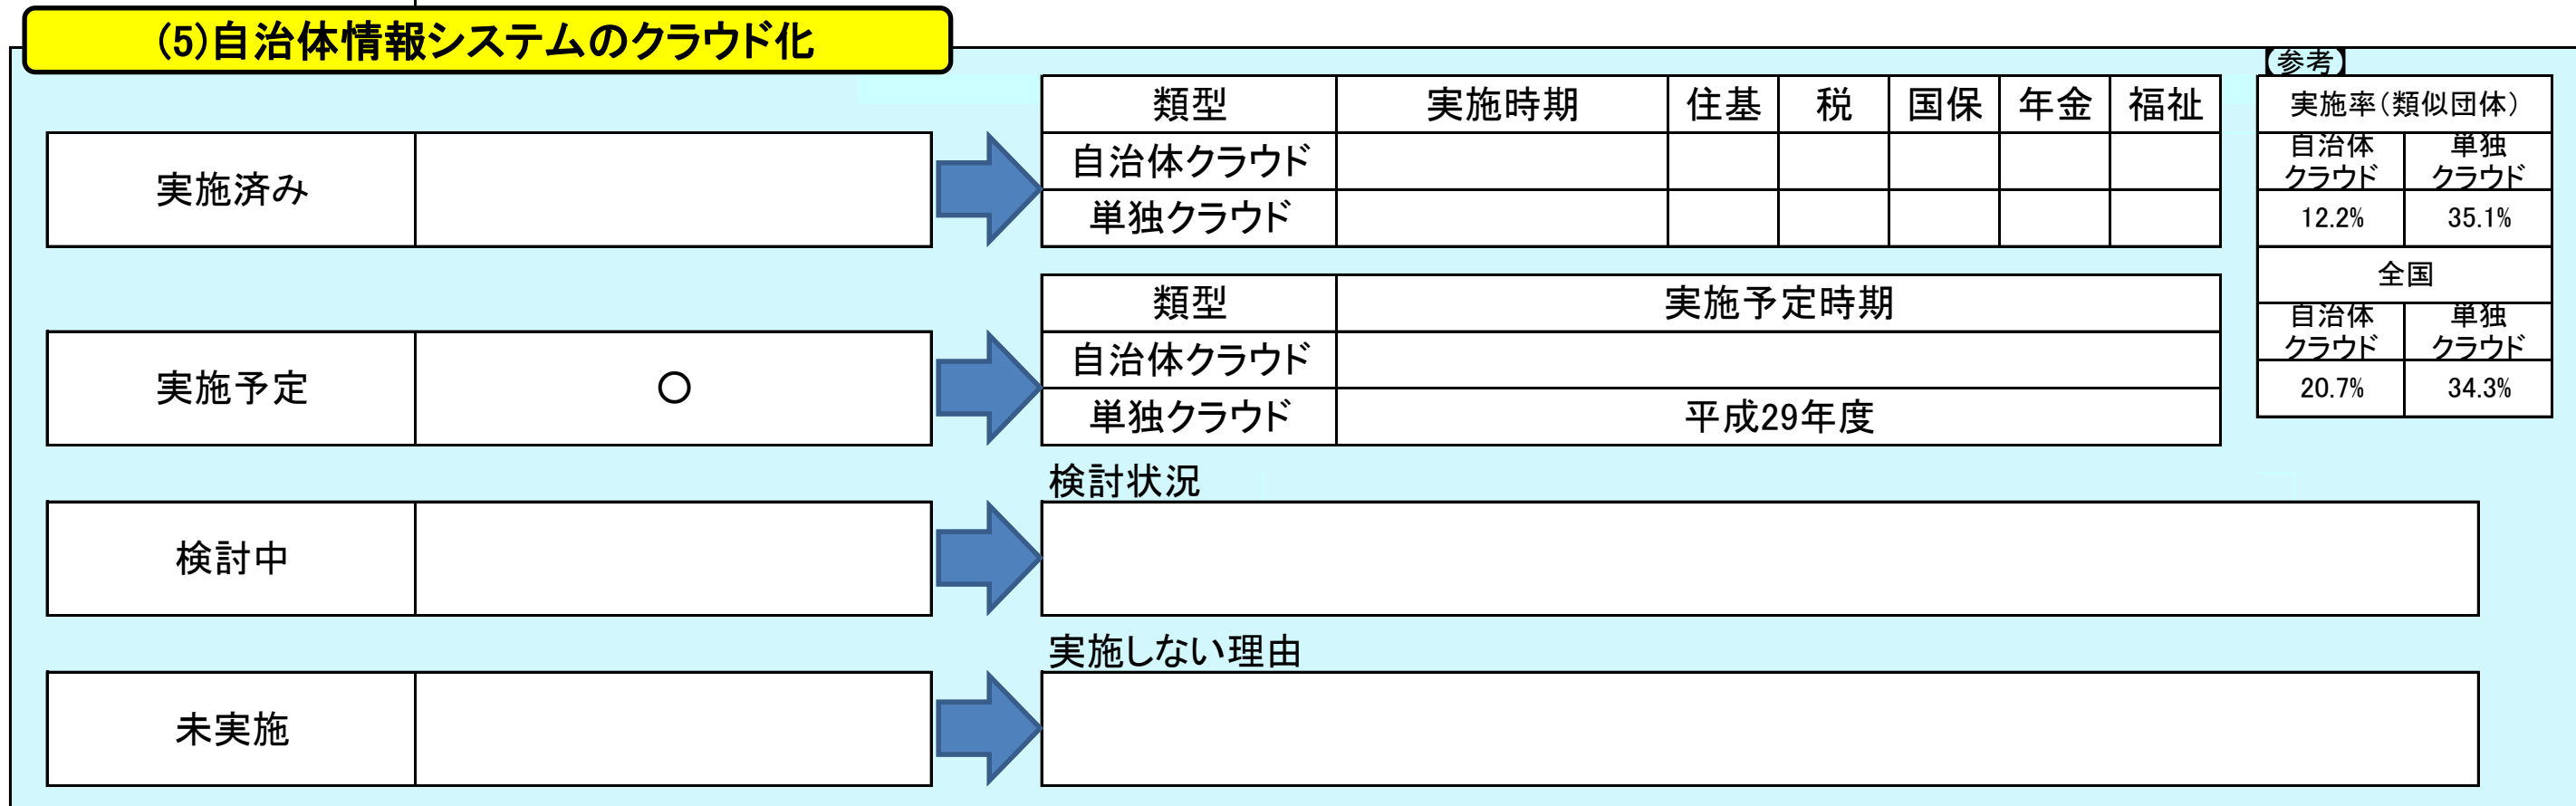 (5)自治体情報システムのクラウド化
【参考】
類型 実施時期 住基 税 国保 年金 福祉
実施済み
自治体クラウド
単独クラウド
実施率(類似団体)
自治体クラウド 単独クラウド
12.2% 35.1%
全国
自治体クラウド 単独クラウド
20.7% 34.3%
類型 実施予定時期
実施予定 ○
自治体クラウド
単独クラウド 平成29年度
検討状況
検討中
実施しない理由
未実施